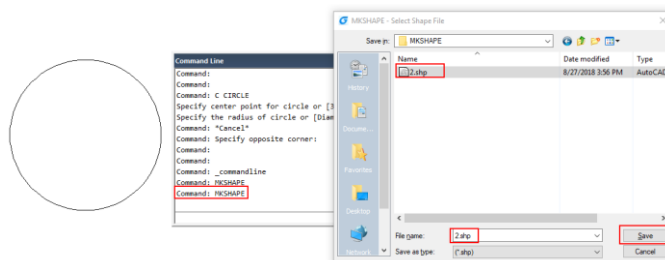 MKSHAPE - Select Shape File
Save in:
MKSHAPE
Name
Date modified
Type
2.shp
8/27/2018 3:56 PM
AutoCAD
History
Docume...
Favorites
Desktop
Network
File name:
2.shp
Save
Save as type:
(*.shp)
Cancel
Command Line
Command:
Command:
Command: C CIRCLE
Specify center point for circle or [3
Specify the radius of circle or [Diam
Command: *Cancel*
Command: Specify opposite corner:
Command:
Command:
Command: _commandline
Command: MKSHAPE
Command: MKSHAPE